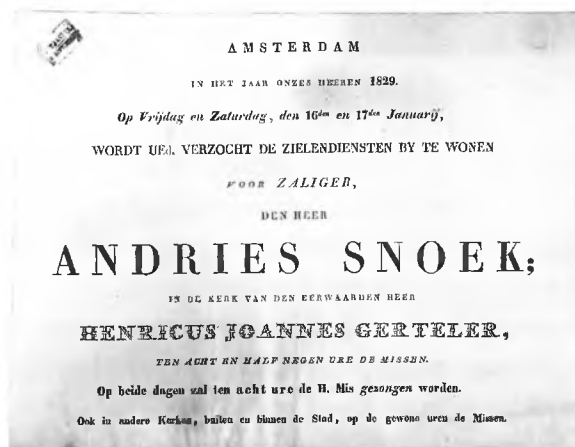 AMSTERDAM
IN HET JAAR ONZES HEEREN 1829.
Op Vrijdag en Zaturdag, den 16den en 17den Januarij,
WORDT UEd. VERZOCHT DE ZIELENDIENSTEN BY TE WONEN
VOOR ZALIGER,
DEN HEER
ANDRIES SNOEK;
IN DE KERK VAN DEN EERWAARDEN HEER
HENRICUS JOANNES GERTELER,
TEN ACHT EN HALF NEGEN URE DE MISSEN.
Op beide dagen zal ten acht ure de H. Mis gezongen worden.
Ook in andere Kerken, buiten en binnen de Stad, op de gewone uren de Missen.